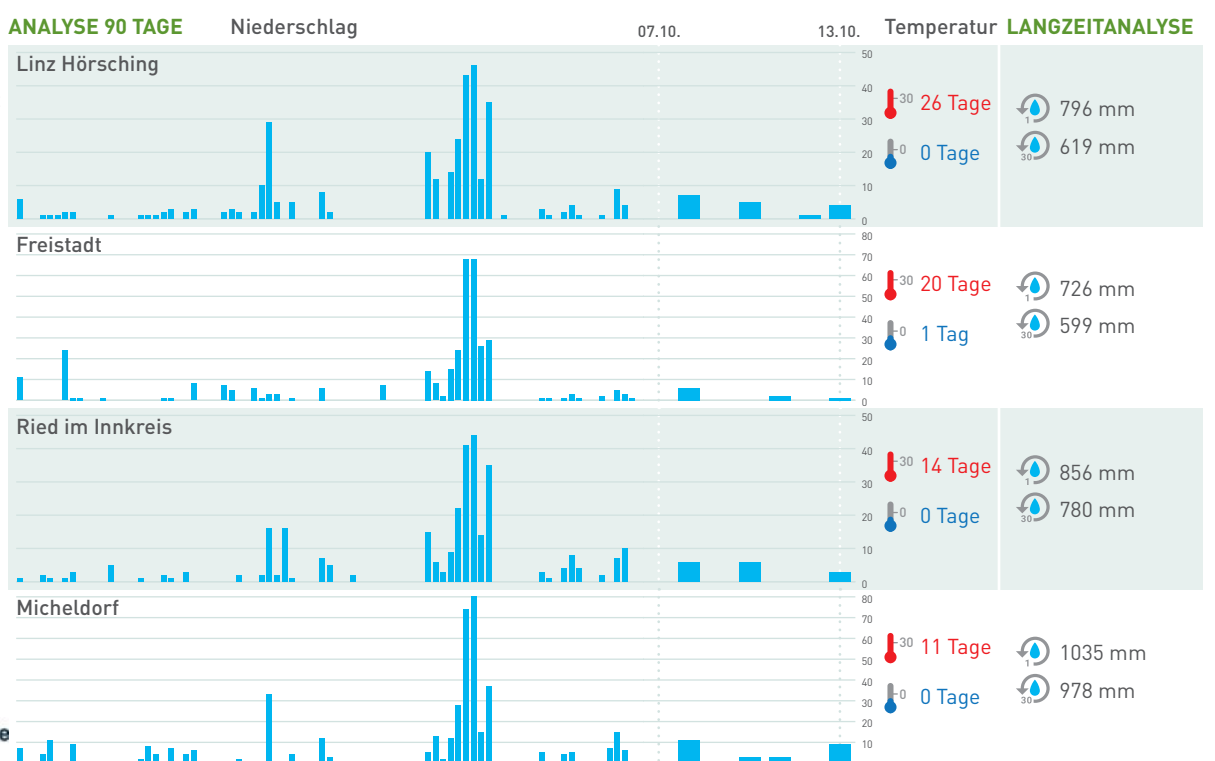 ANALYSE 90 TAGE Niederschlag 07.10. 13.10. Temperatur LANGZEITANALYSE
Linz Hörsching
50
40
30
20
10
0
30 26 Tage
0 0 Tage
1 796 mm
30 619 mm
Freistadt
80
70
60
50
40
30
20
10
0
30 20 Tage
0 1 Tag
1 726 mm
30 599 mm
Ried im Innkreis
50
40
30
20
10
0
30 14 Tage
0 0 Tage
1 856 mm
30 780 mm
Micheldorf
80
70
60
50
40
30
20
10
30 11 Tage
0 0 Tage
1 1035 mm
30 978 mm
e